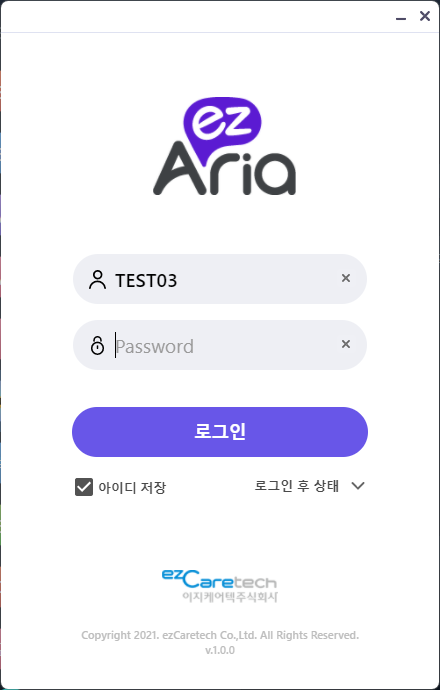 ez
Aria
TEST03
Password
로그인
아이디 저장
로그인 후 상태
ezCaretech
이지케어텍주식회사
Copyright 2021. ezCaretech Co.,Ltd. All Rights Reserved.
v.1.0.0